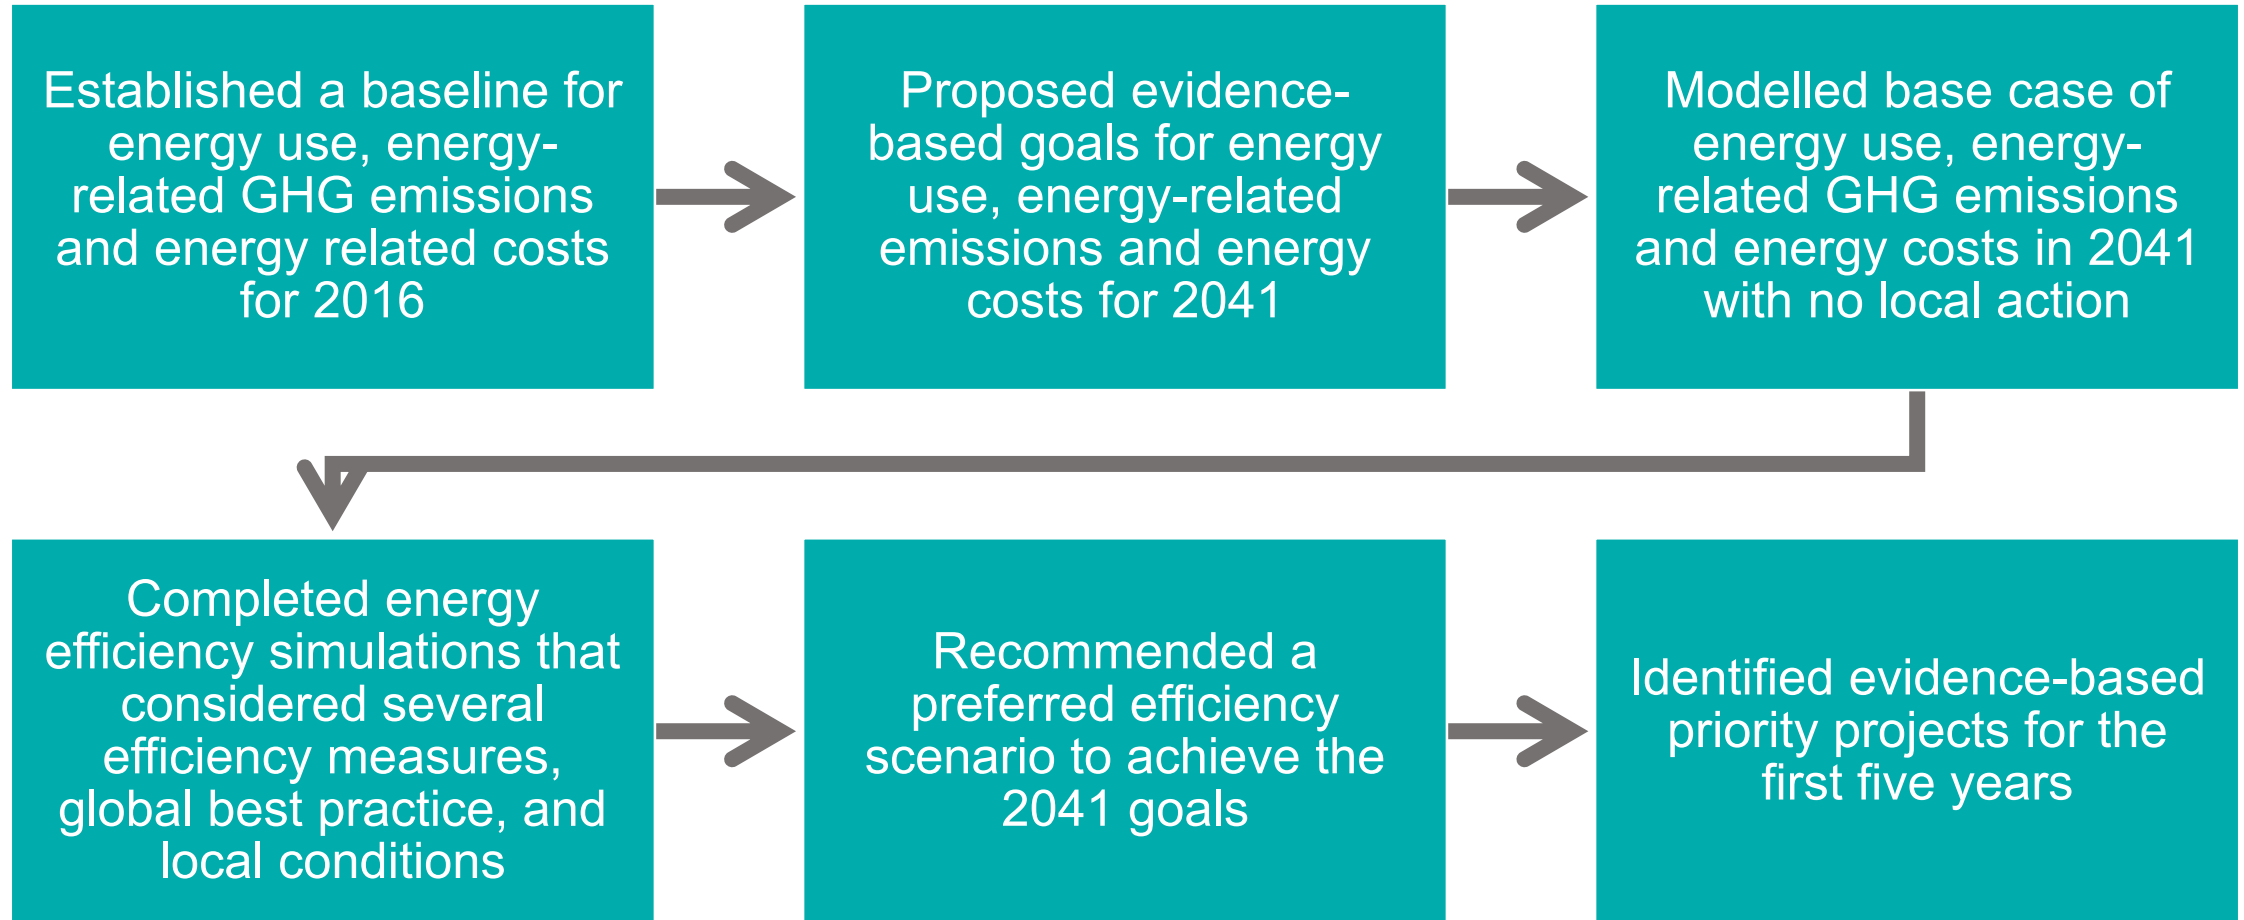 Established a baseline for
energy use, energy-
related GHG emissions
and energy related costs
for 2016
Proposed evidence-
based goals for energy
use, energy-related
emissions and energy
costs for 2041
Modelled base case of
energy use, energy-
related GHG emissions
and energy costs in 2041
with no local action
Completed energy
efficiency simulations that
considered several
efficiency measures,
global best practice, and
local conditions
Recommended a
preferred efficiency
scenario to achieve the
2041 goals
Identified evidence-based
priority projects for the
first five years